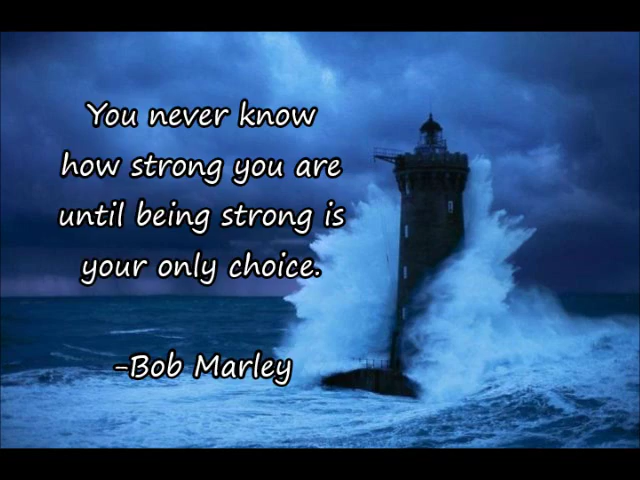 You never know
how strong you are
until being strong is
your only choice.
-Bob Marley